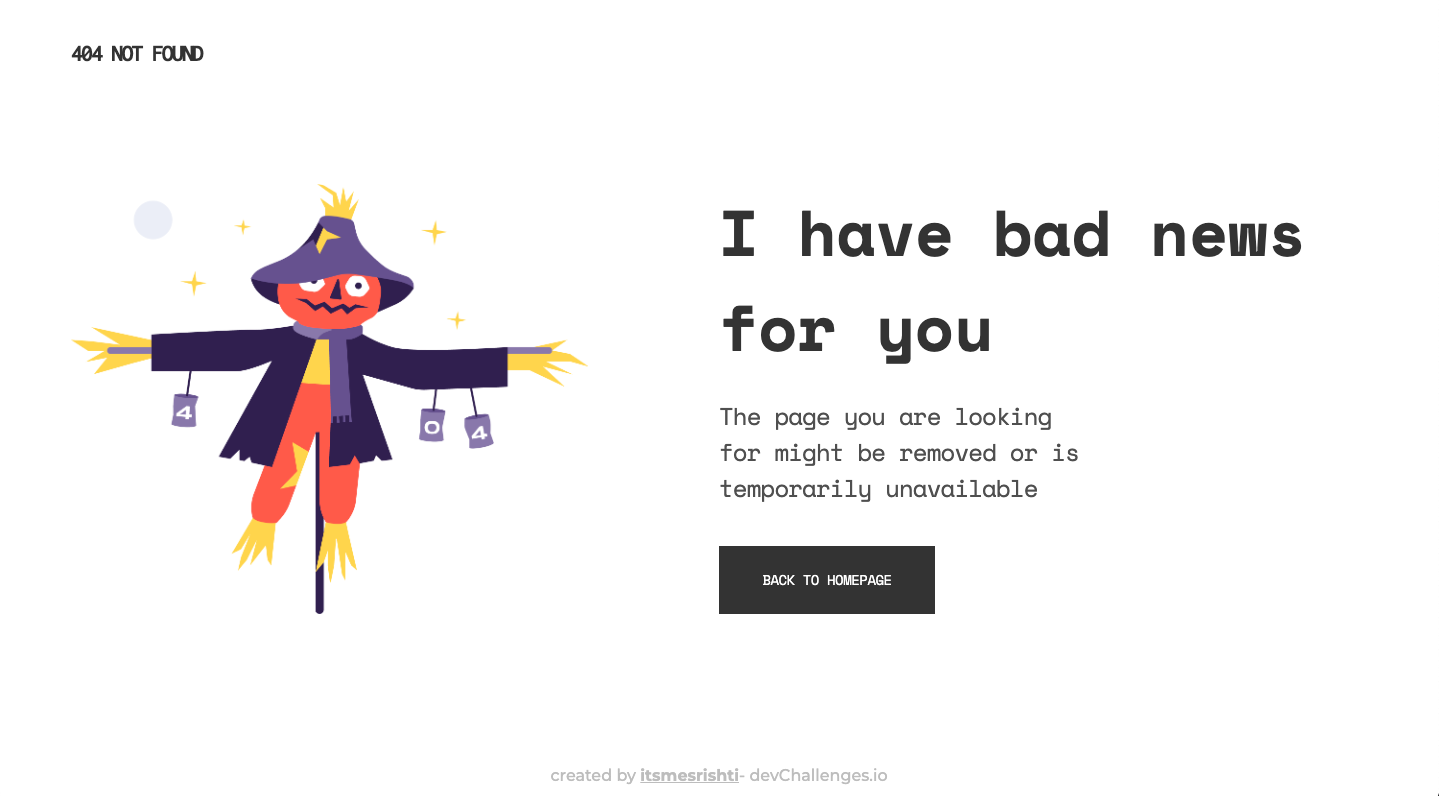 404 NOT FOUND
I have bad news
for you
4
0
4
The page you are looking
for might be removed or is
temporarily unavailable
BACK TO HOMEPAGE
created by itsmesrishti- devChallenges.io